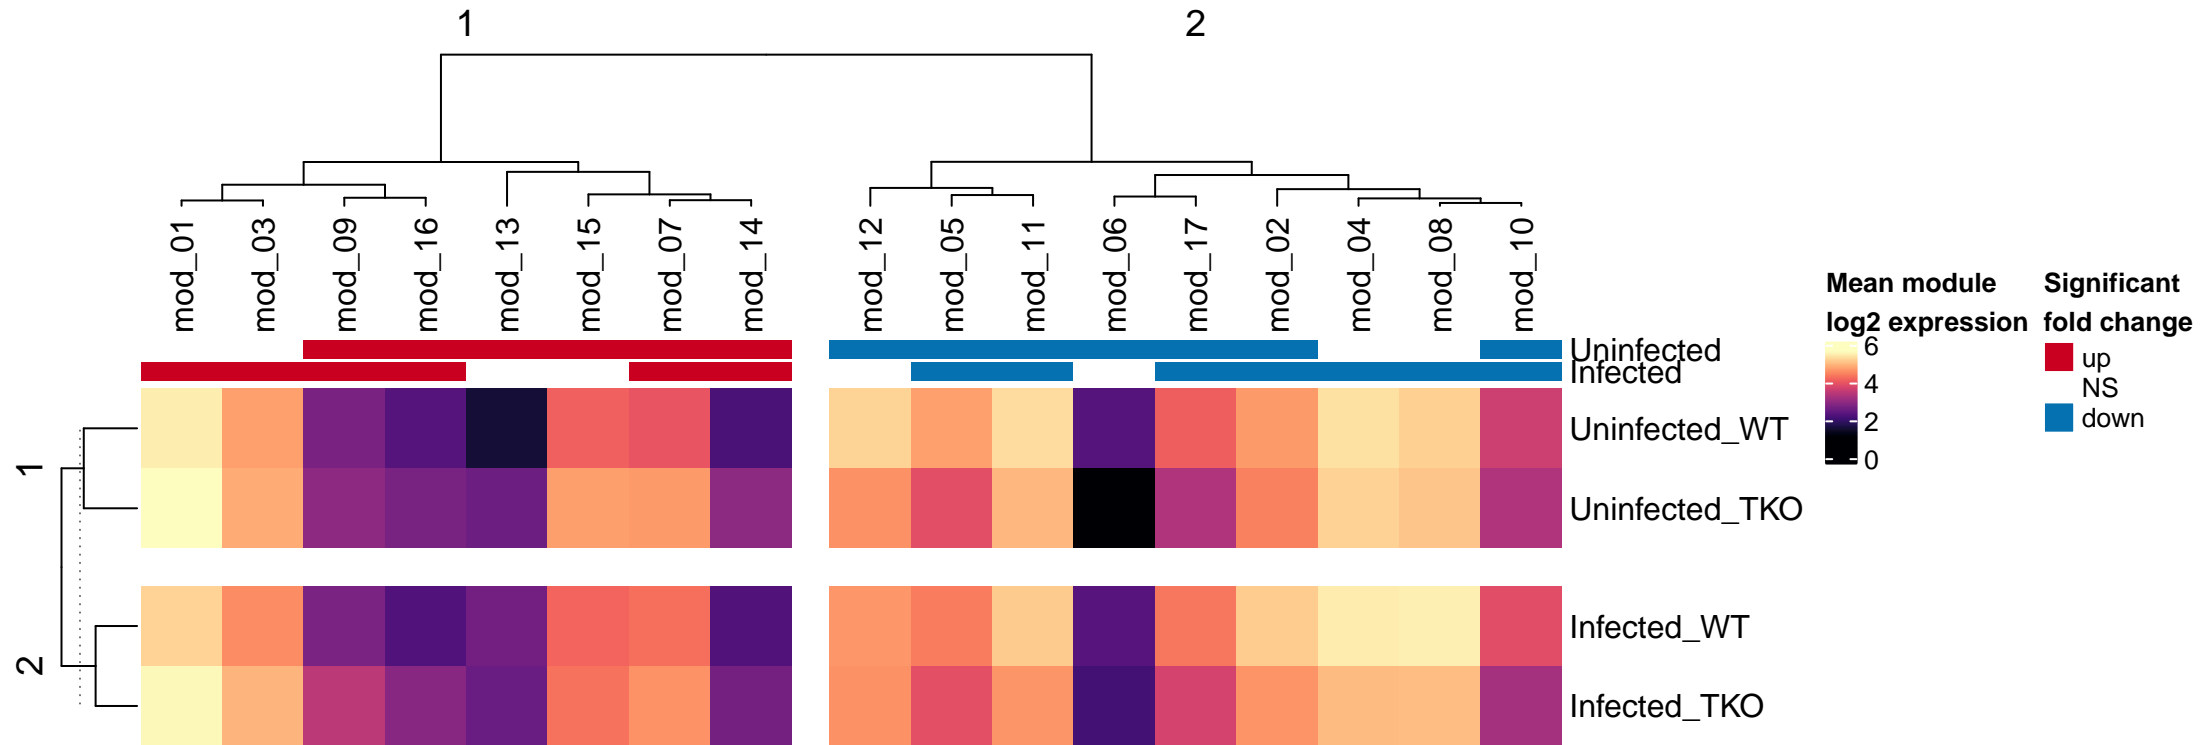 1
2
mod_01
mod_03
mod_09
mod_16
mod_13
mod_15
mod_07
mod_14
mod_12
mod_05
mod_11
mod_06
mod_17
mod_02
mod_04
mod_08
mod_10
Uninfected
Infected
1
2
Uninfected_WT
Uninfected_TKO
Infected_WT
Infected_TKO
Mean module
log2 expression
6
4
2
0
Significant
fold change
up
NS
down